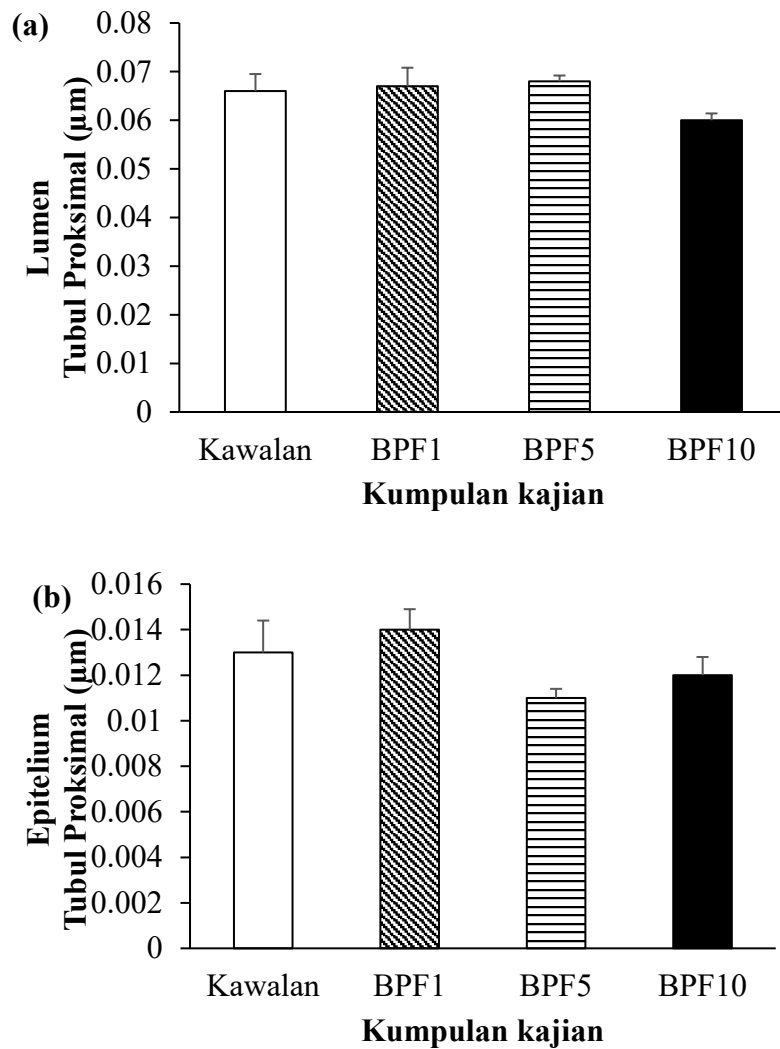 (a)
Lumen
Tubul Proksimal (µm)
0.08
0.07
0.06
0.05
0.04
0.03
0.02
0.01
0
Kawalan BPF1 BPF5 BPF10
Kumpulan kajian
(b)
Epitelium
Tubul Proksimal (µm)
0.016
0.014
0.012
0.01
0.008
0.006
0.004
0.002
0
Kawalan BPF1 BPF5 BPF10
Kumpulan kajian